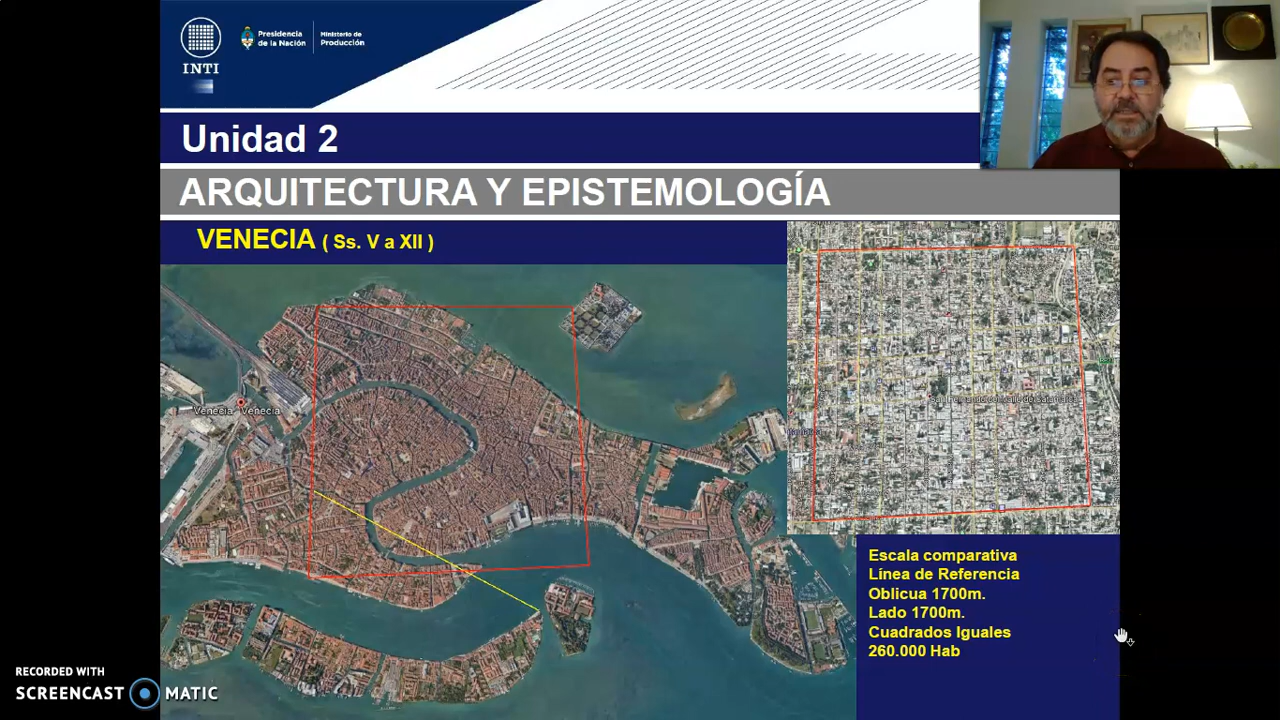 INTI
Presidencia
de la Nación
Ministerio de
Producción
Unidad 2
ARQUITECTURA Y EPISTEMOLOGÍA
VENECIA ( Ss. V a XII )
Venecia Venecia
Escala comparativa
Línea de Referencia
Oblicua 1700m.
Lado 1700m.
Cuadrados Iguales
260.000 Hab
RECORDED WITH
SCREENCAST MATIC